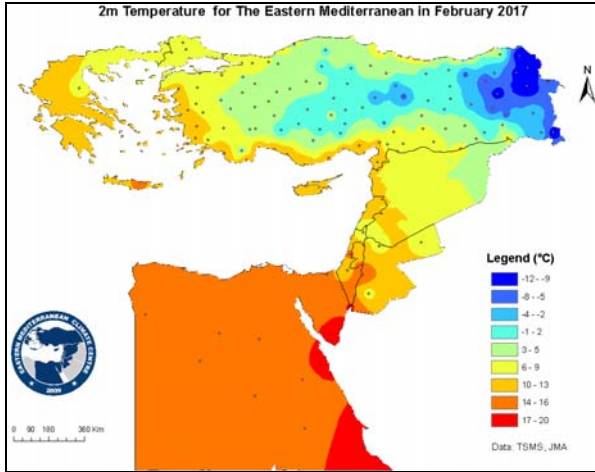 2m Temperature for The Eastern Mediterranean in February 2017
N
Legend (°C)
-12 - -9
-8 - -5
-4 - -2
-1 - 2
3 - 5
6 - 9
10 - 13
14 - 16
17 - 20
EASTERN MEDITERRANEAN CLIMATE CENTRE
2009
0 90 180 360 Km
Data: TSMS, JMA